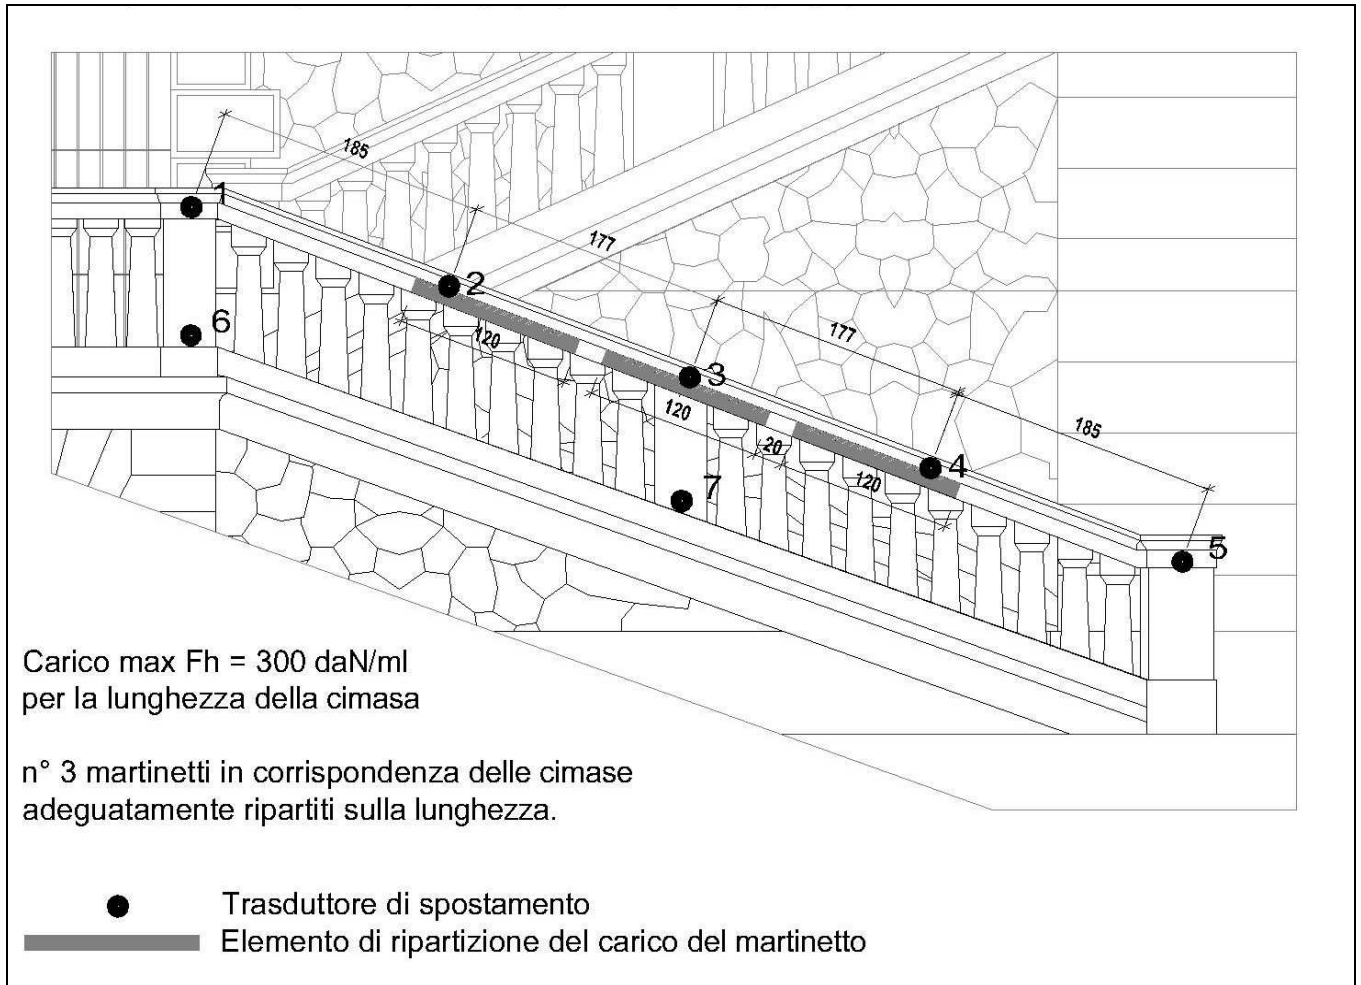 185
1
177
2
6
120
177
3
120
20
185
4
120
7
5
Carico max Fh = 300 daN/ml
per la lunghezza della cimasa
n° 3 martinetti in corrispondenza delle cimase
adeguatamente ripartiti sulla lunghezza.
Trasduttore di spostamento
Elemento di ripartizione del carico del martinetto